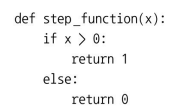 def step_function(x):
    if x > 0:
        return 1
    else:
        return 0